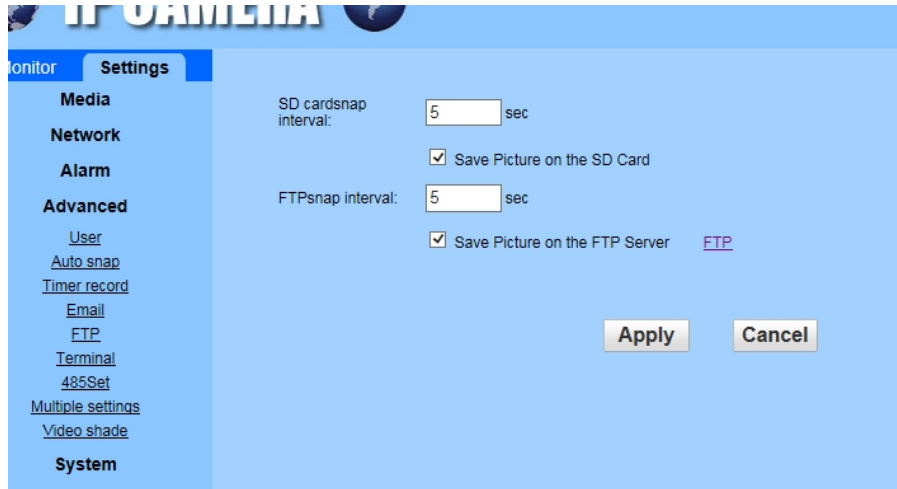 IP CAMERA
Monitor Settings
Media
Network
Alarm
Advanced
User
Auto snap
Timer record
Email
FTP
Terminal
485Set
Multiple settings
Video shade
System
SD cardsnap
interval:
5 sec
Save Picture on the SD Card
FTPsnap interval:
5 sec
Save Picture on the FTP Server FTP
Apply Cancel